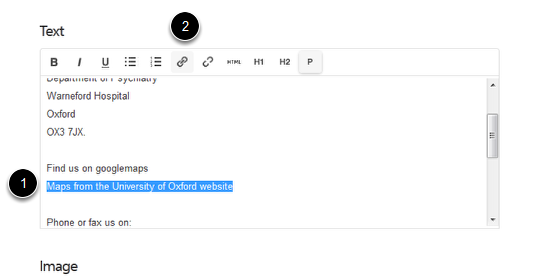 2
Text
B I U HTML H1 H2 P
Department of Psychiatry
Warneford Hospital
Oxford
OX3 7JX.
Find us on googlemaps
1
Maps from the University of Oxford website
Phone or fax us on:
Image